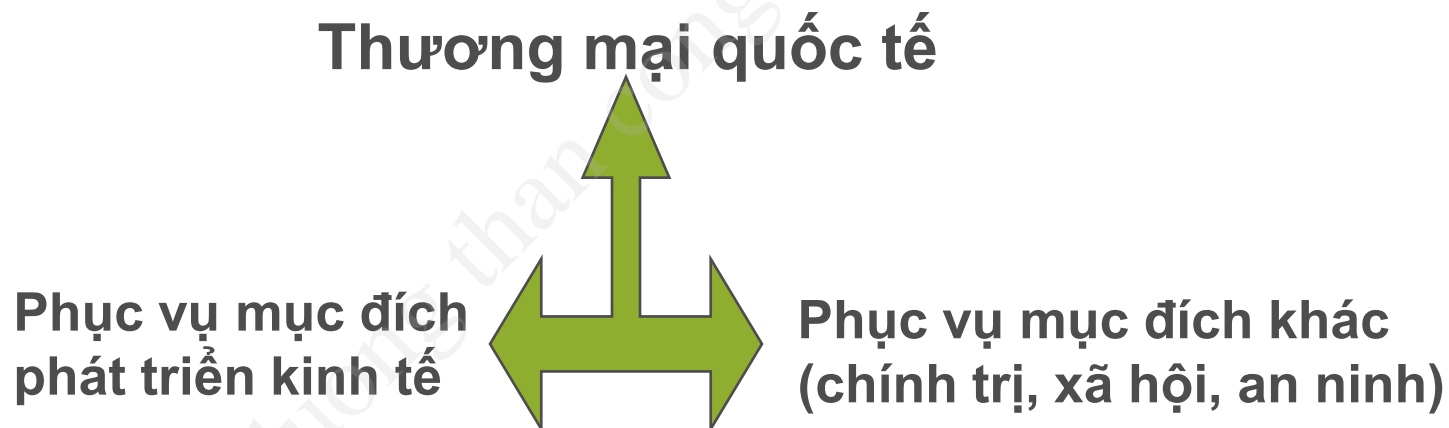 Thương mại quốc tế
Phục vụ mục đích
phát triển kinh tế
Phục vụ mục đích khác
(chính trị, xã hội, an ninh)